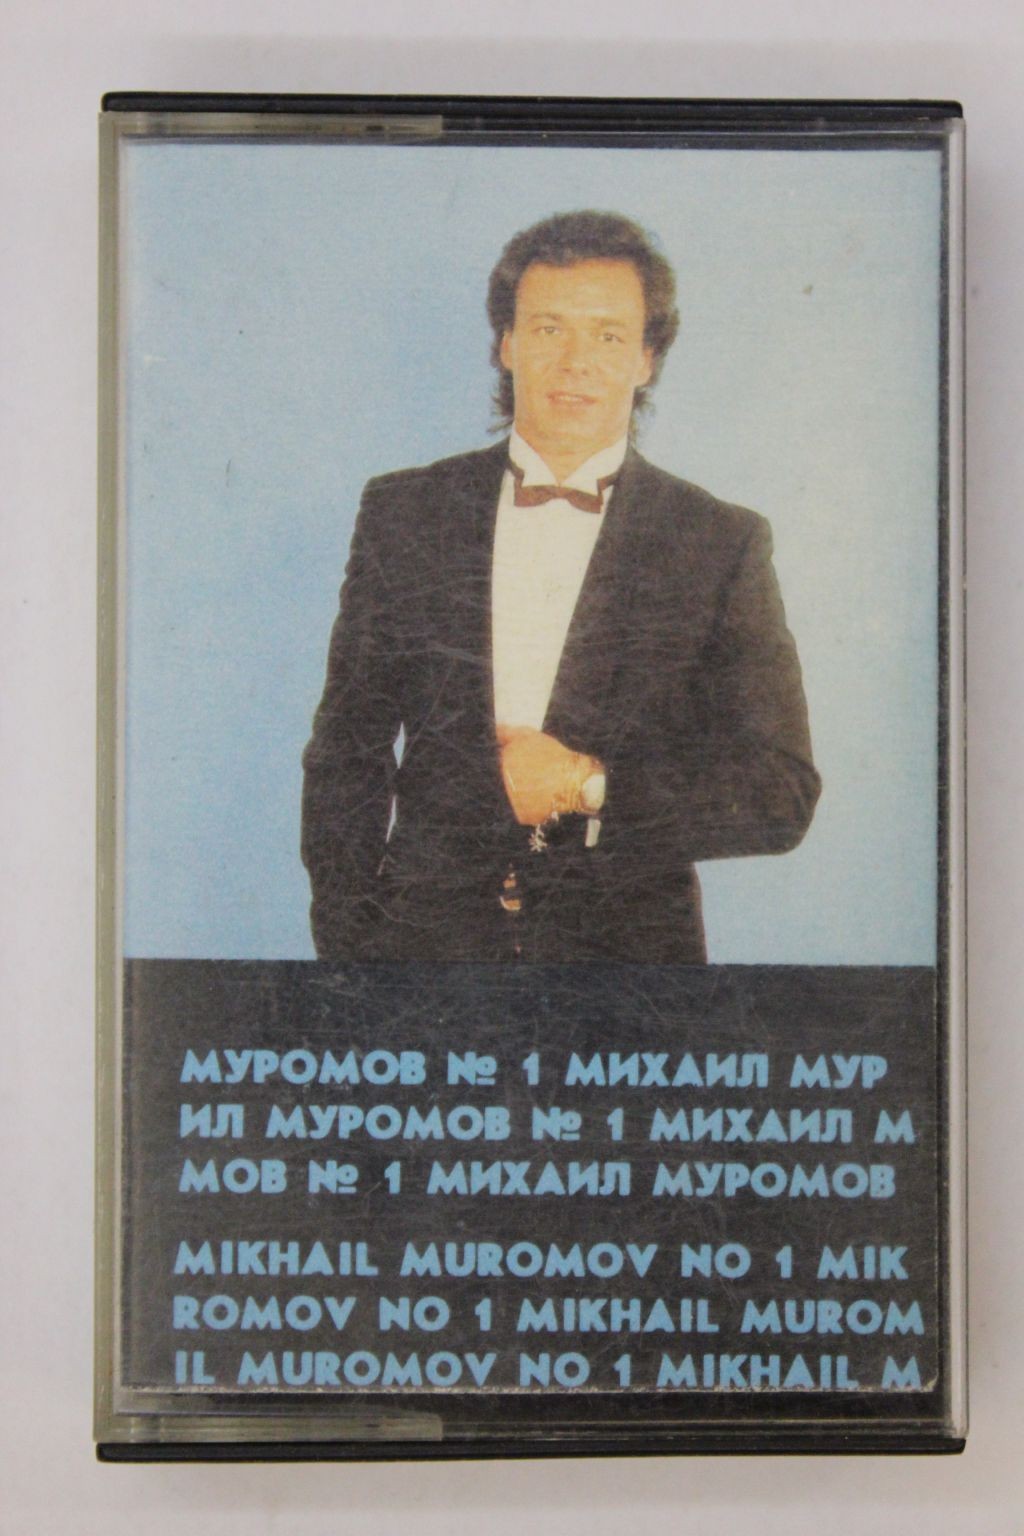 МУРОМОВ № 1 МИХАИЛ МУР
ИЛ МУРОМОВ № 1 МИХАИЛ М
МОВ № 1 МИХАИЛ МУРОМОВ
MIKHAIL MUROMOV NO 1 MIK
ROMOV NO 1 MIKHAIL MUROM
IL MUROMOV NO 1 MIKHAIL M